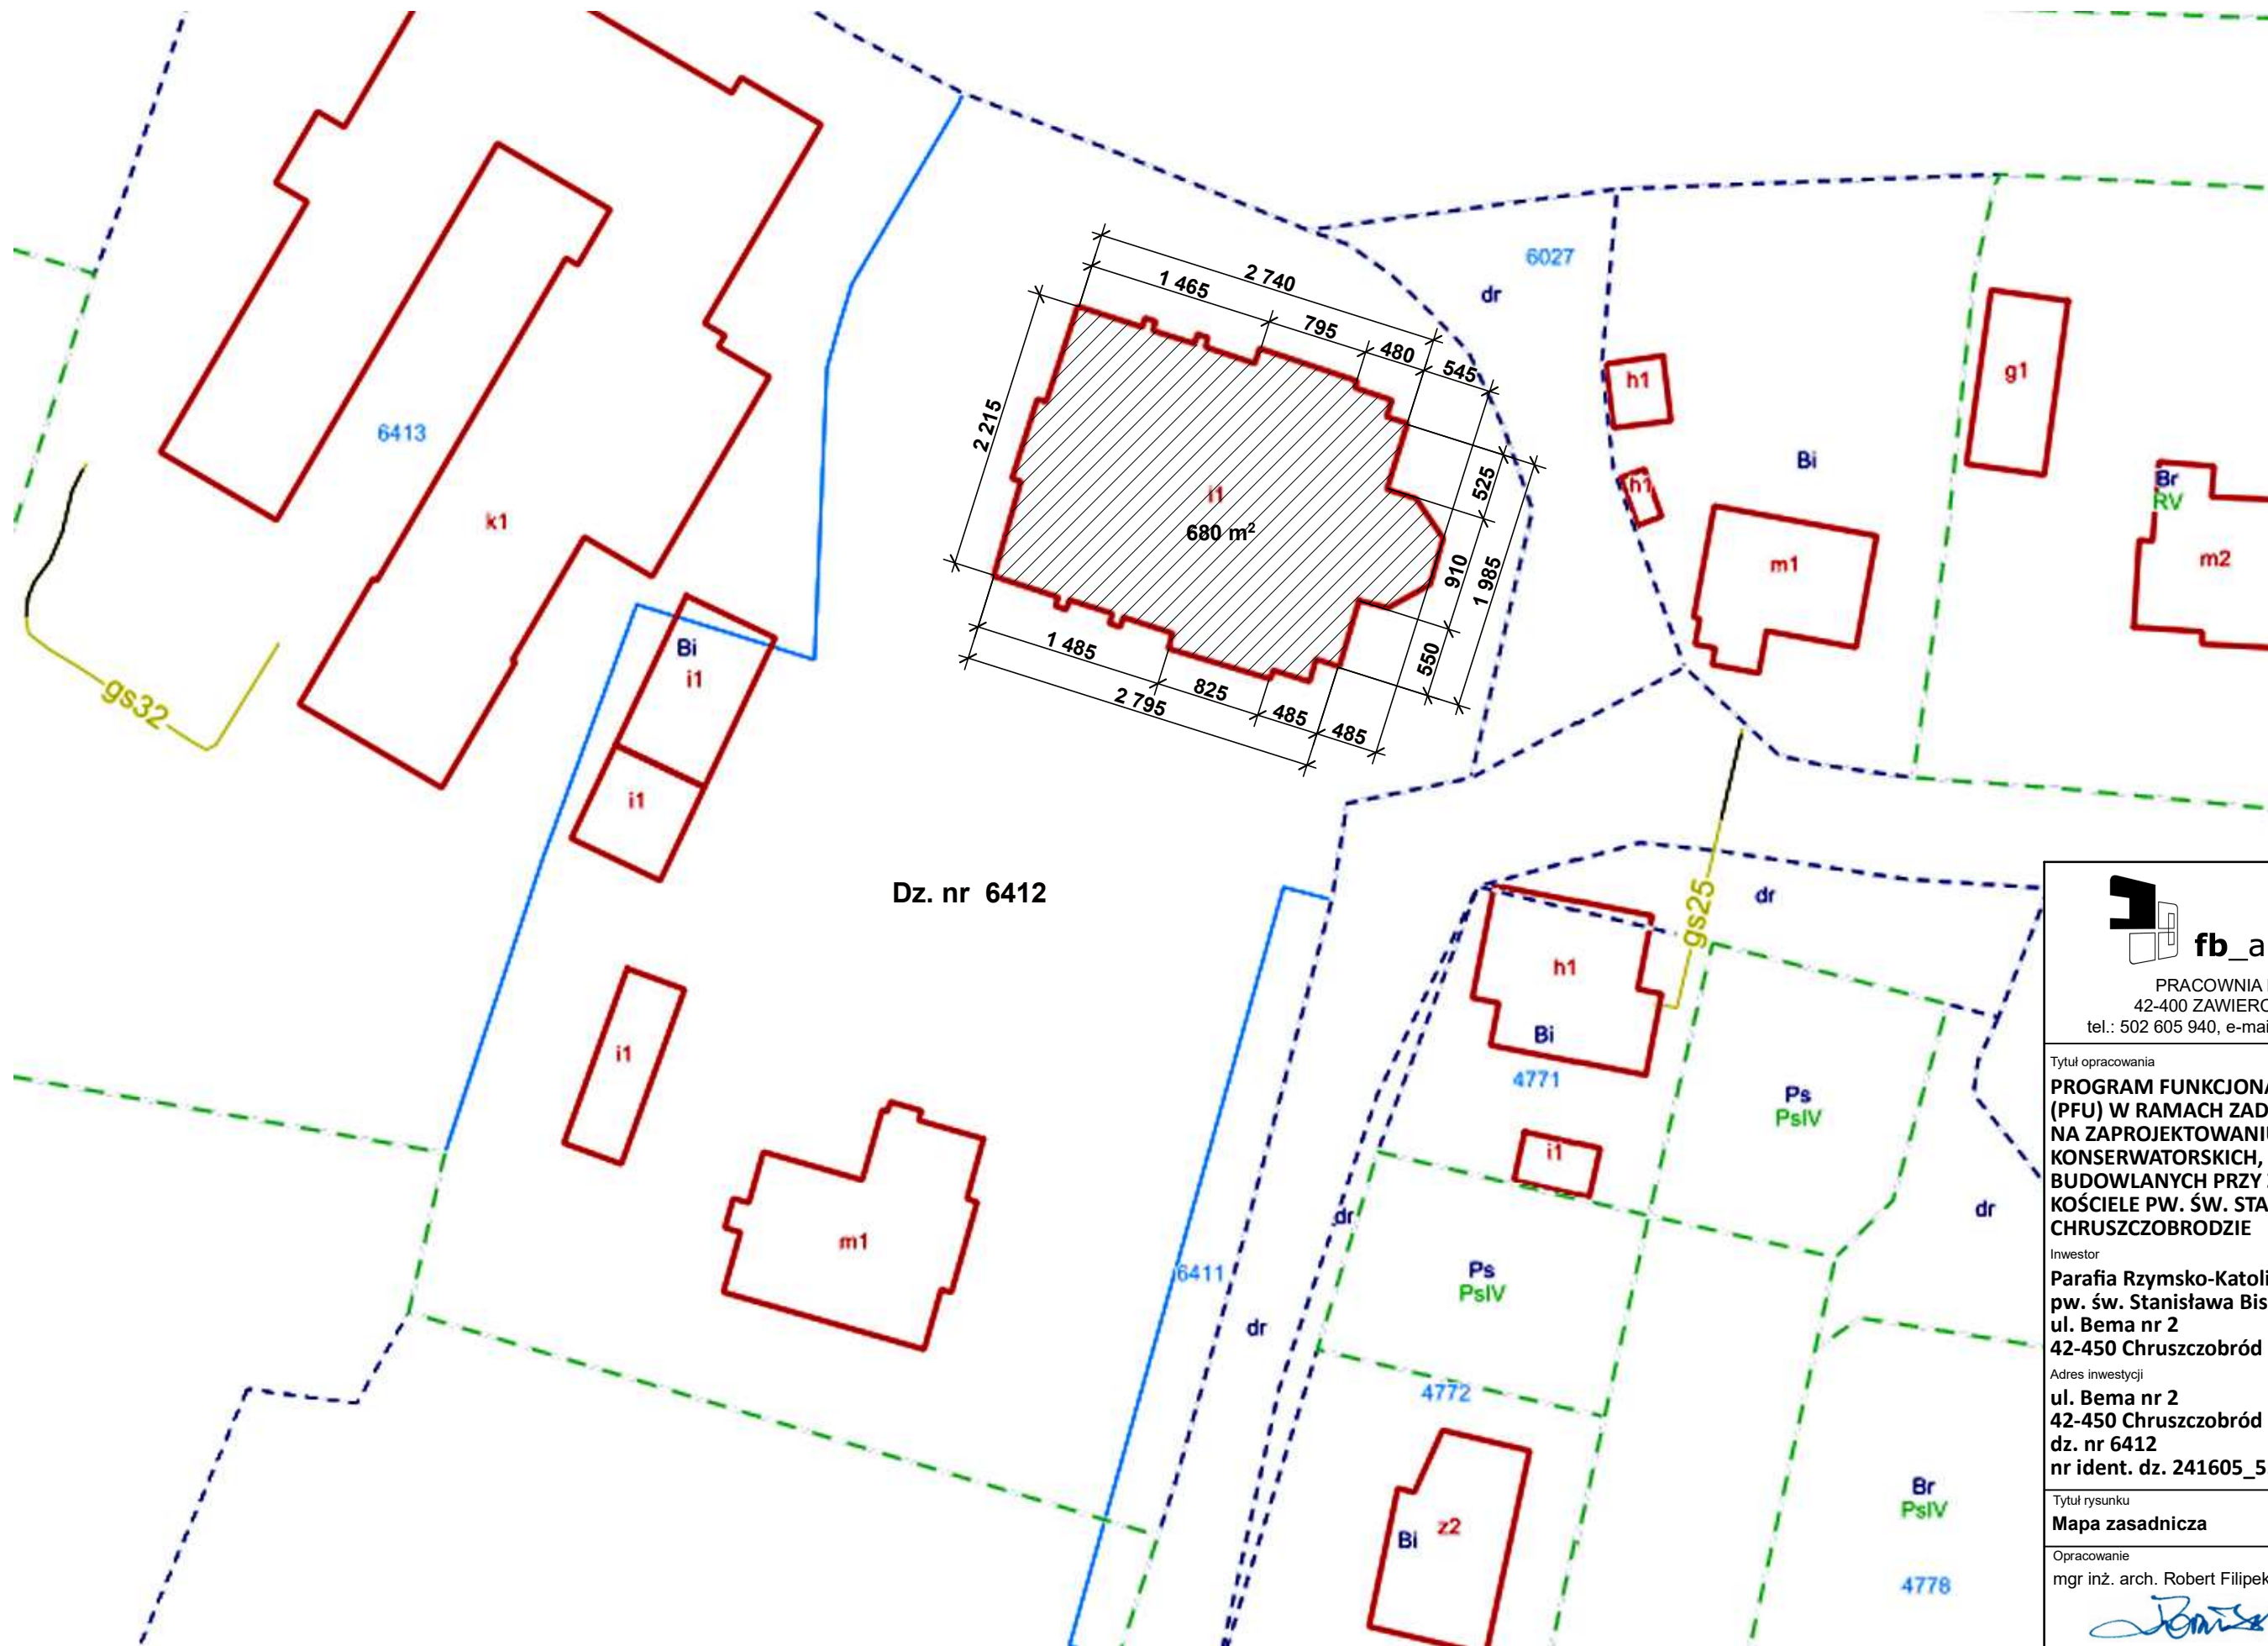 6027
dr
2 740
1 465
795
480
545
h1
g1
2 215
6413
Bi
h1
Br
RV
525
i1
680 m²
k1
m1
m2
910
1 985
Bi
i1
gs32
1 485
550
825
2 795
485
485
i1
Dz. nr 6412
dr
gs25
h1
Bi
i1
4771
Ps
PsIV
i1
dr
dr
m1
6411
Ps
PsIV
dr
4772
Br
PsIV
z2
Bi
4778
fb_a
PRACOWNIA
42-400 ZAWIERC
tel.: 502 605 940, e-mai
Tytuł opracowania
PROGRAM FUNKCJONA
(PFU) W RAMACH ZAD
NA ZAPROJEKTOWANI
KONSERWATORSKICH,
BUDOWLANYCH PRZY
KOŚCIELE PW. ŚW. STA
CHRUSZCZOBRODZIE
Inwestor
Parafia Rzymsko-Katoli
pw. św. Stanisława Bis
ul. Bema nr 2
42-450 Chruszczobród
Adres inwestycji
ul. Bema nr 2
42-450 Chruszczobród
dz. nr 6412
nr ident. dz. 241605_5
Tytuł rysunku
Mapa zasadnicza
Opracowanie
mgr inż. arch. Robert Filipek